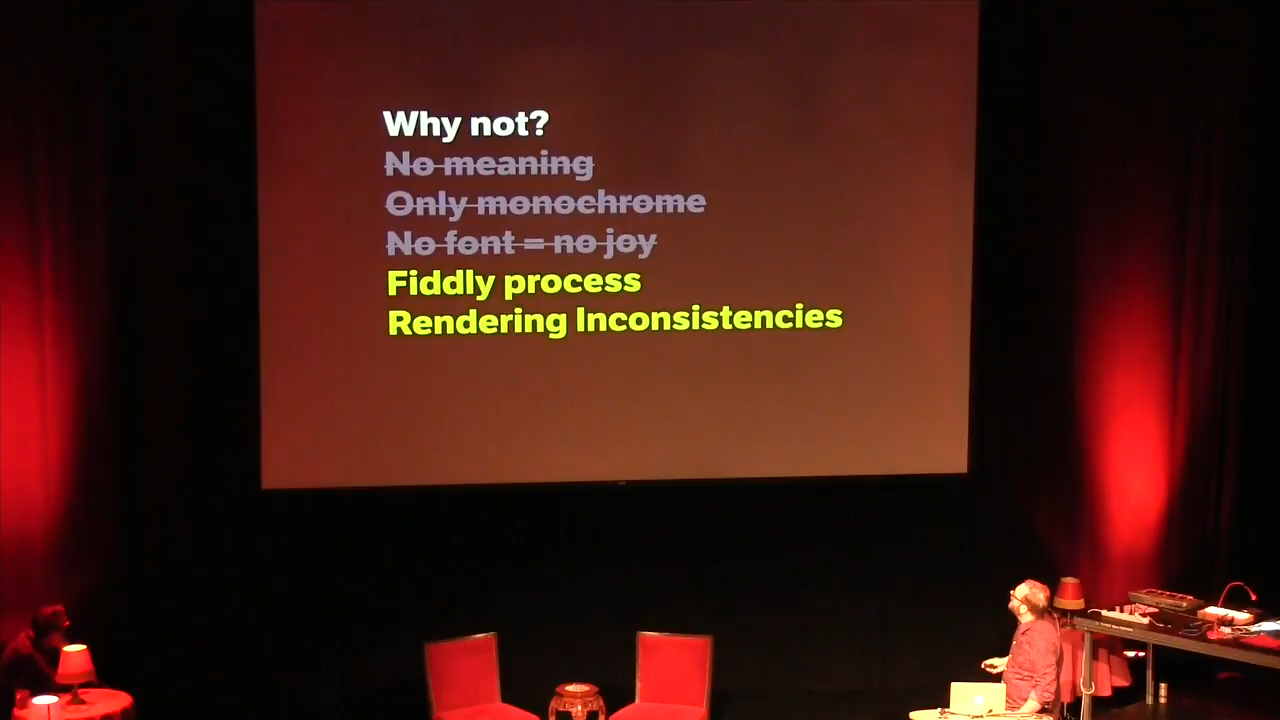 Why not?
No meaning
Only monochrome
No font = no joy
Fiddly process
Rendering Inconsistencies